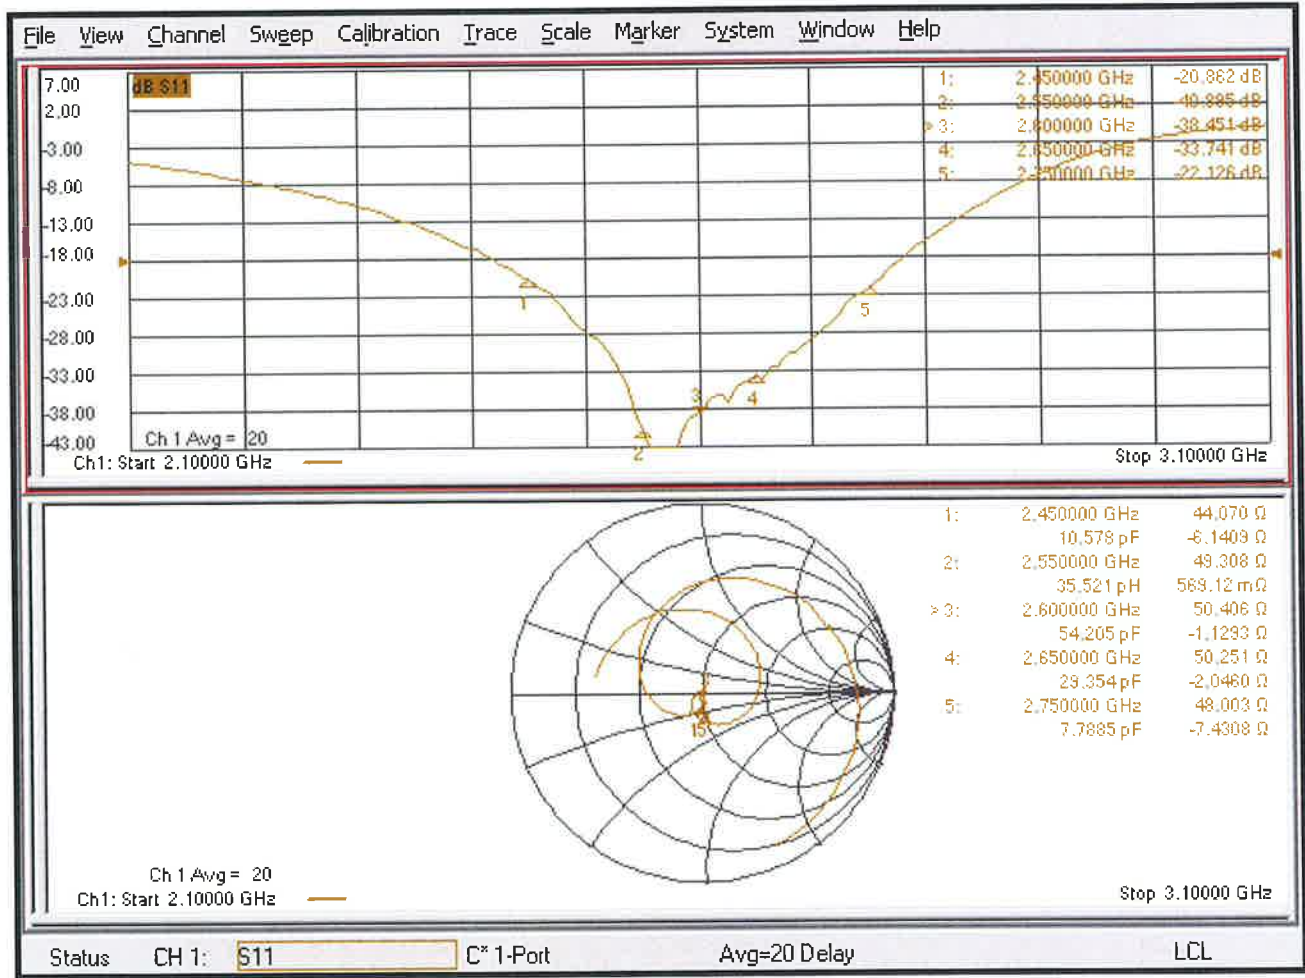 File View Channel Sweep Calibration Trace Scale Marker System Window Help
7.00
2.00
-3.00
-8.00
-13.00
-18.00
-23.00
-28.00
-33.00
-38.00
-43.00
dB S11
1: 2.450000 GHz -20.862 dB
2: 2.550000 GHz -40.885 dB
> 3: 2.600000 GHz -38.451 dB
4: 2.650000 GHz -33.741 dB
5: 2.750000 GHz -22.126 dB
1
2
3
4
5
Ch 1 Avg = 20
Ch1: Start 2.10000 GHz
Stop 3.10000 GHz
1: 2.450000 GHz 44.070 Ω
10.578 pF -6.1409 Ω
2: 2.550000 GHz 49.308 Ω
35.521 pH 569.12 mΩ
> 3: 2.600000 GHz 50.406 Ω
54.205 pF -1.1293 Ω
4: 2.650000 GHz 50.251 Ω
29.354 pF -2.0460 Ω
5: 2.750000 GHz 48.003 Ω
7.7885 pF -7.4308 Ω
15
Ch 1 Avg = 20
Ch1: Start 2.10000 GHz
Stop 3.10000 GHz
Status CH 1: S11 C* 1-Port Avg=20 Delay LCL